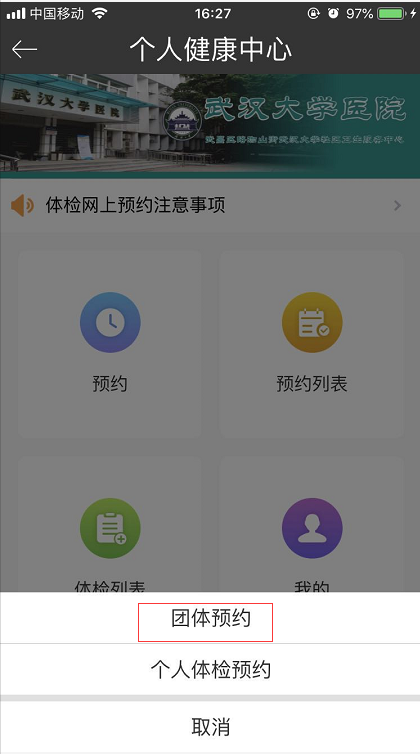 中国移动 16:27 97%
个人健康中心
武汉大学医院
武汉大学医院
体检网上预约注意事项
预约 预约列表
体检列表 我的
团体预约
个人体检预约
取消